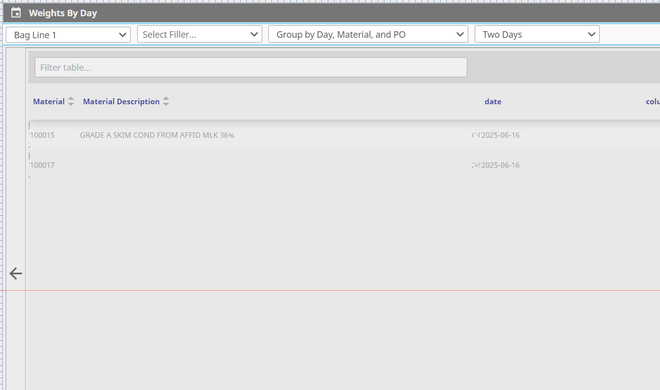 Weights By Day
Bag Line 1 Select Filler... Group by Day, Material, and PO Two Days
Filter table...
Material Material Description date colu
100015 GRADE A SKIM COND FROM AFFID MLK 36% 2025-06-16
100017 2025-06-16